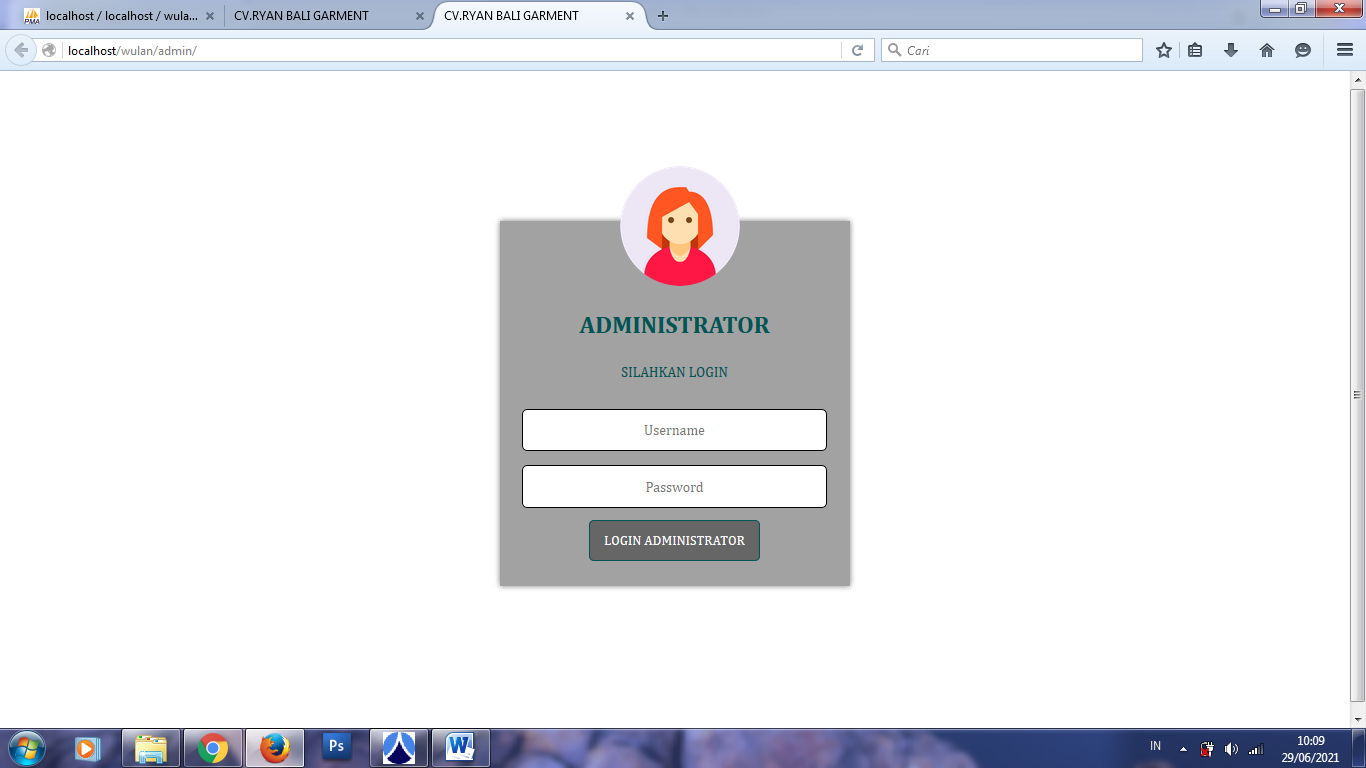 localhost / localhost / wula...
CV.RYAN BALI GARMENT
CV.RYAN BALI GARMENT
localhost/wulan/admin/
Cari
ADMINISTRATOR
SILAHKAN LOGIN
Username
Password
LOGIN ADMINISTRATOR
Ps
W
IN
10:09
29/06/2021